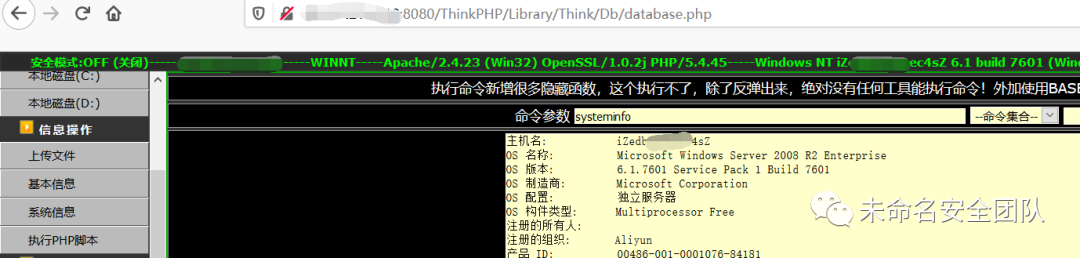 :8080/ThinkPHP/Library/Think/Db/database.php
安全模式:OFF (关闭)-----
-----WINNT-----Apache/2.4.23 (Win32) OpenSSL/1.0.2j PHP/5.4.45-----Windows NT iZe
ec4sZ 6.1 build 7601 (Wind
本地磁盘(C:)
本地磁盘(D:)
信息操作
上传文件
基本信息
系统信息
执行PHP脚本
执行命令新增很多隐藏函数，这个执行不了，除了反弹出来，绝对没有任何工具能执行命令！外加使用BASE
命令参数 systeminfo --命令集合--
主机名: iZedb 4sZ
OS 名称: Microsoft Windows Server 2008 R2 Enterprise
OS 版本: 6.1.7601 Service Pack 1 Build 7601
OS 制造商: Microsoft Corporation
OS 配置: 独立服务器
OS 构件类型: Multiprocessor Free
注册的所有人:
注册的组织: Aliyun
产品 ID: 00486-001-0001076-84181
未命名安全团队